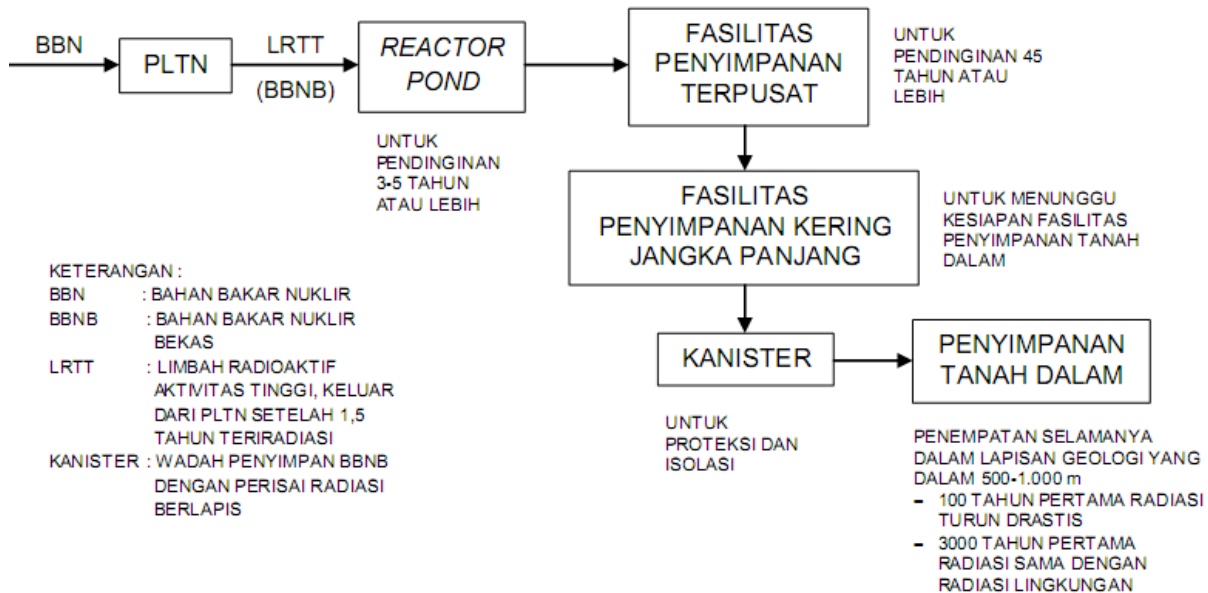 BBN
PLTN
LRTT
(BBNB)
REACTOR
POND
UNTUK
PENDINGINAN
3-5 TAHUN
ATAU LEBIH
FASILITAS
PENYIMPANAN
TERPUSAT
UNTUK
PENDINGINAN 45
TAHUN ATAU
LEBIH
FASILITAS
PENYIMPANAN KERING
JANGKA PANJANG
UNTUK MENUNGGU
KESIAPAN FASILITAS
PENYIMPANAN TANAH
DALAM
KANISTER
UNTUK
PROTEKSI DAN
ISOLASI
PENYIMPANAN
TANAH DALAM
PENEMPATAN SELAMANYA
DALAM LAPISAN GEOLOGI YANG
DALAM 500-1.000 m
- 100 TAHUN PERTAMA RADIASI
TURUN DRASTIS
- 3000 TAHUN PERTAMA
RADIASI SAMA DENGAN
RADIASI LINGKUNGAN
KETERANGAN :
BBN : BAHAN BAKAR NUKLIR
BBNB : BAHAN BAKAR NUKLIR
BEKAS
LRTT : LIMBAH RADIOAKTIF
AKTIVITAS TINGGI, KELUAR
DARI PLTN SETELAH 1,5
TAHUN TERIRADIASI
KANISTER : WADAH PENYIMPAN BBNB
DENGAN PERISAI RADIASI
BERLAPIS